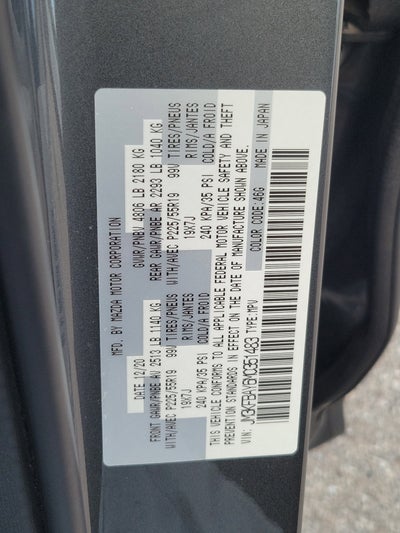 MFD. BY MAZDA MOTOR CORPORATION
DATE: 12/20 GVWR/PNBV 4806 LB 2180 KG
FRONT GAWR/PNBE AV 2513 LB 1140 KG REAR GAWR/PNBE AR 2293 LB 1040 KG
WITH/AVEC P225/55R19 99V TIRES/PNEUS WITH/AVEC P225/55R19 99V TIRES/PNEUS
19X7J RIMS/JANTES 19X7J RIMS/JANTES
240 KPA/35 PSI COLD/A FROID 240 KPA/35 PSI COLD/A FROID
THIS VEHICLE CONFORMS TO ALL APPLICABLE FEDERAL MOTOR VEHICLE SAFETY AND THEFT
PREVENTION STANDARDS IN EFFECT ON THE DATE OF MANUFACTURE SHOWN ABOVE.
VIN: TYPE:MPV COLOR CODE:46G MADE IN JAPAN